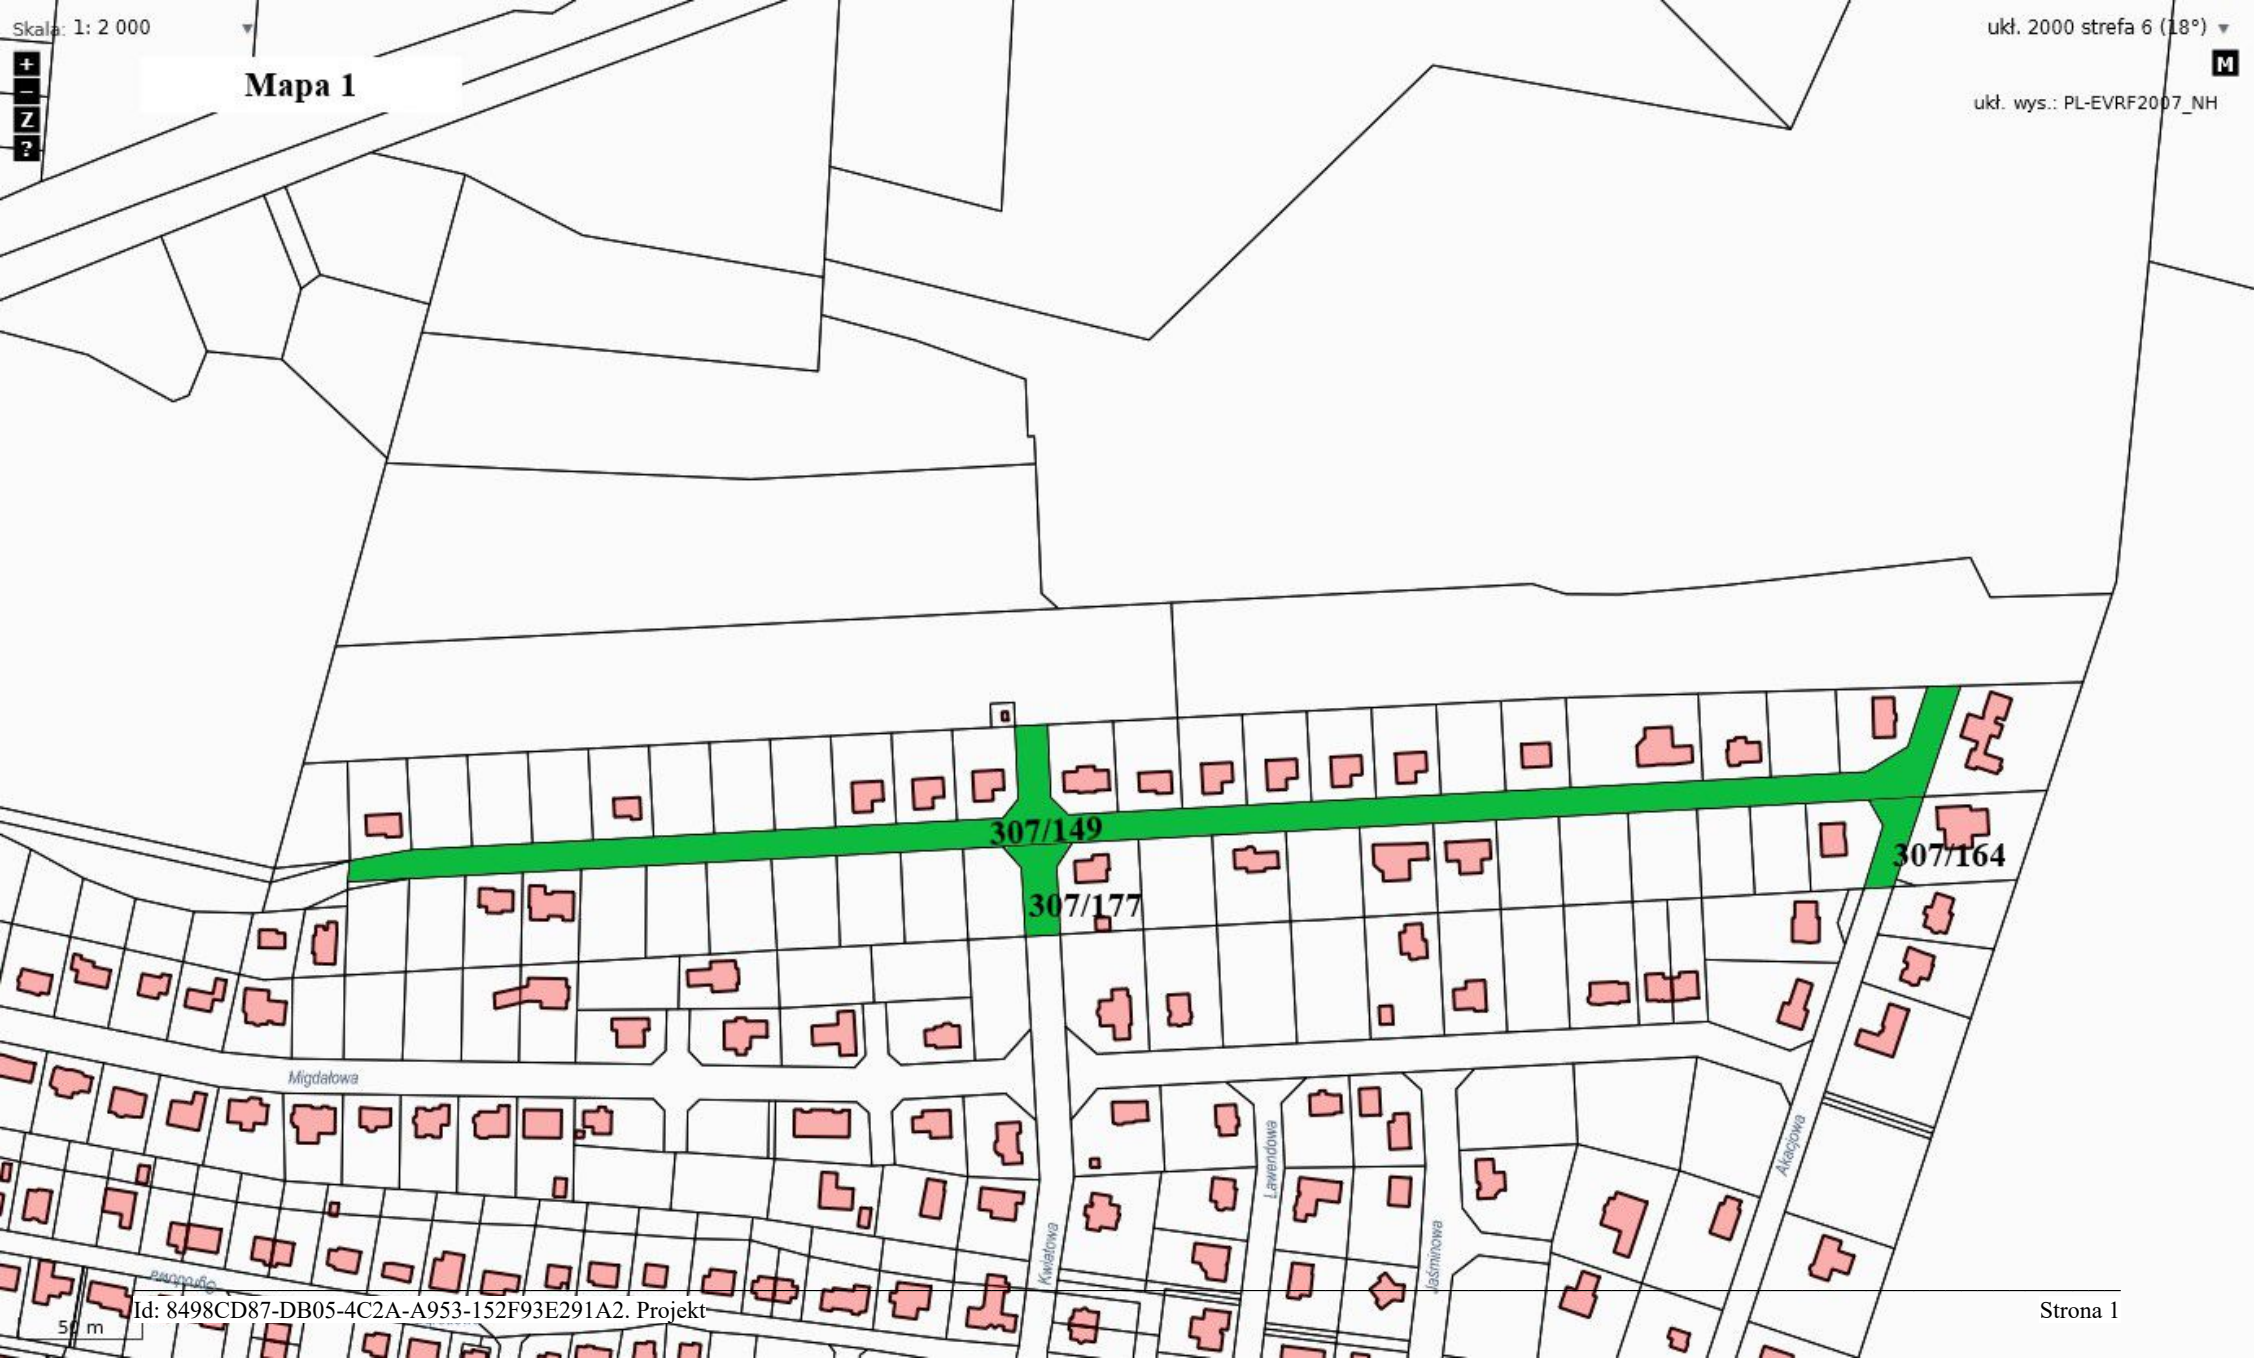 Skala: 1: 2 000
ukł. 2000 strefa 6 (18°)
+
Mapa 1
M
–
ukł. wys.: PL-EVRF2007_NH
Z
?
307/149
307/164
307/177
Migdałowa
Akacjowa
Lawendowa
Kwiatowa
Jaśminowa
Ogrodowa
Id: 8498CD87-DB05-4C2A-A953-152F93E291A2. Projekt
Strona 1
50 m